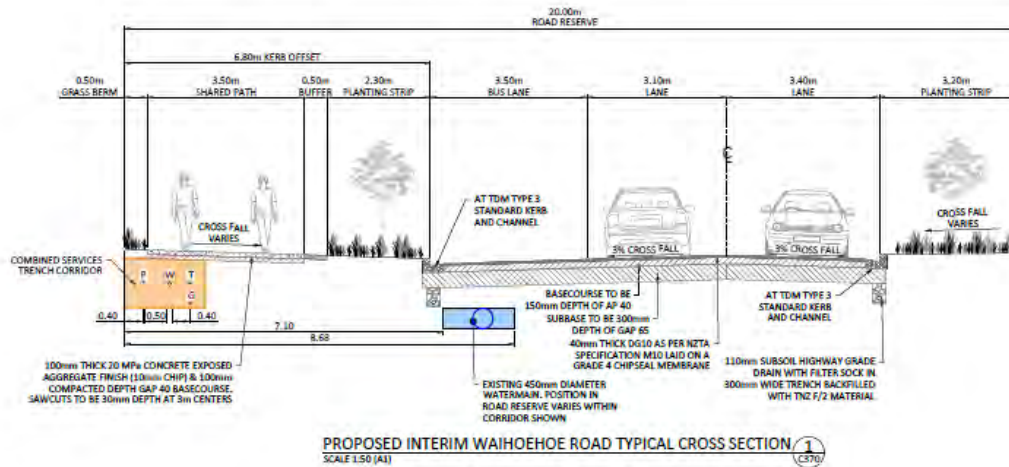 20.00m
ROAD RESERVE
6.80m KERB OFFSET
0.50m
GRASS BERM
3.50m
SHARED PATH
0.50m
BUFFER
2.30m
PLANTING STRIP
3.50m
BUS LANE
3.10m
LANE
3.40m
LANE
3.20m
PLANTING STRIP
AT TDM TYPE 3
STANDARD KERB
AND CHANNEL
CROSS FALL
VARIES
CROSS FALL
VARIES
3% CROSS FALL
3% CROSS FALL
COMBINED SERVICES
TRENCH CORRIDOR
P W T
G
0.40 0.50 0.40
7.10
8.68
BASECOURSE TO BE
150mm DEPTH OF AP 40
SUBBASE TO BE 300mm
DEPTH OF GAP 65
40mm THICK DG10 AS PER NZTA
SPECIFICATION M10 LAID ON A
GRADE 4 CHIPSEAL MEMBRANE
AT TDM TYPE 3
STANDARD KERB
AND CHANNEL
100mm THICK 20 MPa CONCRETE EXPOSED
AGGREGATE FINISH (10mm CHIP) & 100mm
COMPACTED DEPTH GAP 40 BASECOURSE.
SAWCUTS TO BE 30mm DEPTH AT 3m CENTERS
EXISTING 450mm DIAMETER
WATERMAIN. POSITION IN
ROAD RESERVE VARIES WITHIN
CORRIDOR SHOWN
110mm SUBSOIL HIGHWAY GRADE
DRAIN WITH FILTER SOCK IN
300mm WIDE TRENCH BACKFILLED
WITH TNZ F/2 MATERIAL
PROPOSED INTERIM WAIHOEHOE ROAD TYPICAL CROSS SECTION
SCALE 1:50 (A1)
1
C370